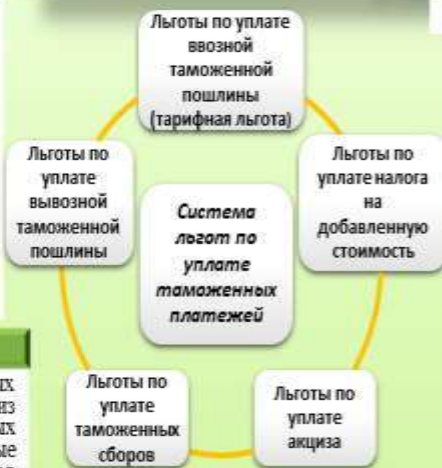 Льготы по уплате
ввозной
таможенной
пошлины
(тарифная льгота)
Льготы по
уплате
вывозной
таможенной
пошлины
Льготы по
уплате налога
на
добавленную
стоимость
Система
льгот по
уплате
таможенных
платежей
Льготы по
уплате
таможенных
сборов
Льготы по
уплате
акциза